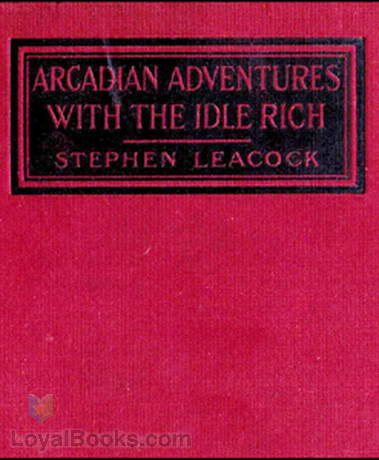 ARCADIAN ADVENTURES
WITH THE IDLE RICH
STEPHEN LEACOCK
LoyalBooks.com